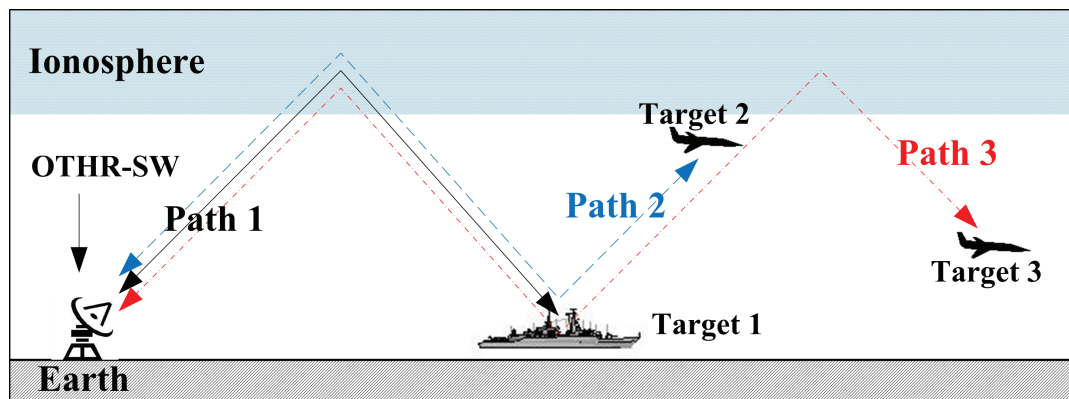 Ionosphere
Target 2
OTHR-SW
Path 3
Path 1
Path 2
Target 3
Target 1
Earth